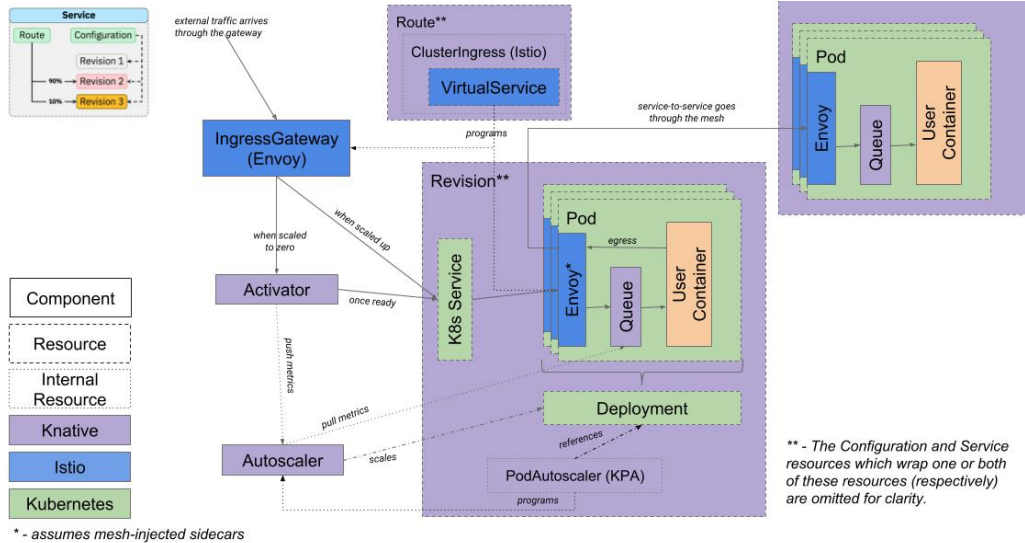 Service
Route
Configuration
Revision 1
90%
Revision 2
10%
Revision 3
external traffic arrives
through the gateway
IngressGateway
(Envoy)
Route**
ClusterIngress (Istio)
VirtualService
programs
service-to-service goes
through the mesh
Pod
Envoy
Queue
User
Container
when scaled
to zero
when scaled up
Activator
once ready
Revision**
K8s Service
Pod
egress
Envoy*
Queue
User
Container
push metrics
pull metrics
Deployment
references
Autoscaler
scales
PodAutoscaler (KPA)
programs
Component
Resource
Internal
Resource
Knative
Istio
Kubernetes
* - assumes mesh-injected sidecars
** - The Configuration and Service
resources which wrap one or both
of these resources (respectively)
are omitted for clarity.